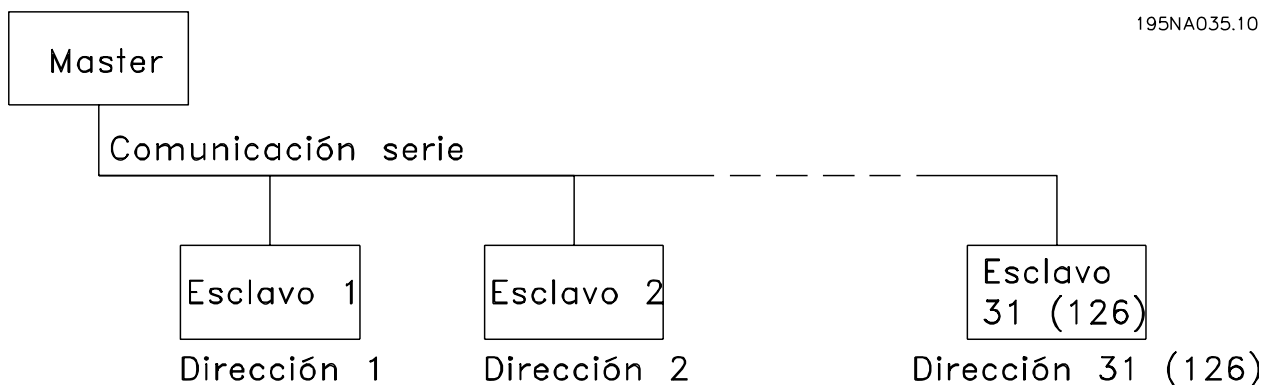 195NA035.10
Master
Comunicación serie
Esclavo 1
Esclavo 2
Esclavo
31 (126)
Dirección 1
Dirección 2
Dirección 31 (126)